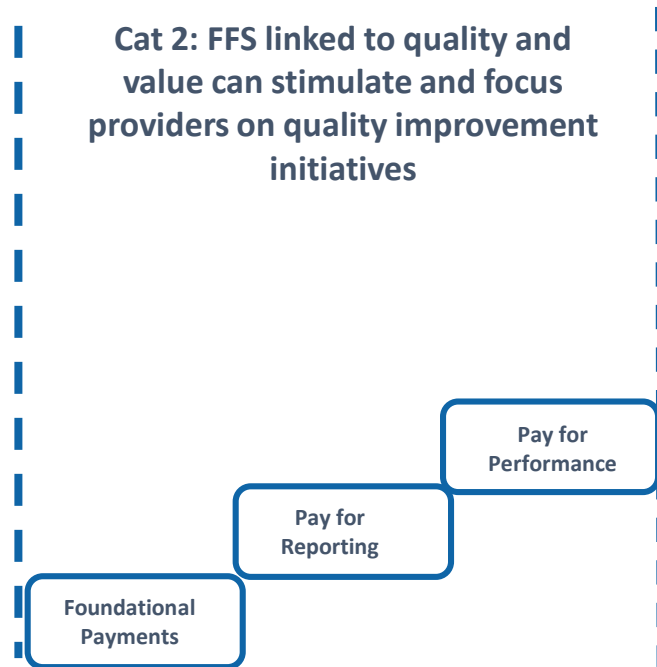 Cat 2: FFS linked to quality and
value can stimulate and focus
providers on quality improvement
initiatives
Pay for
Performance
Pay for
Reporting
Foundational
Payments